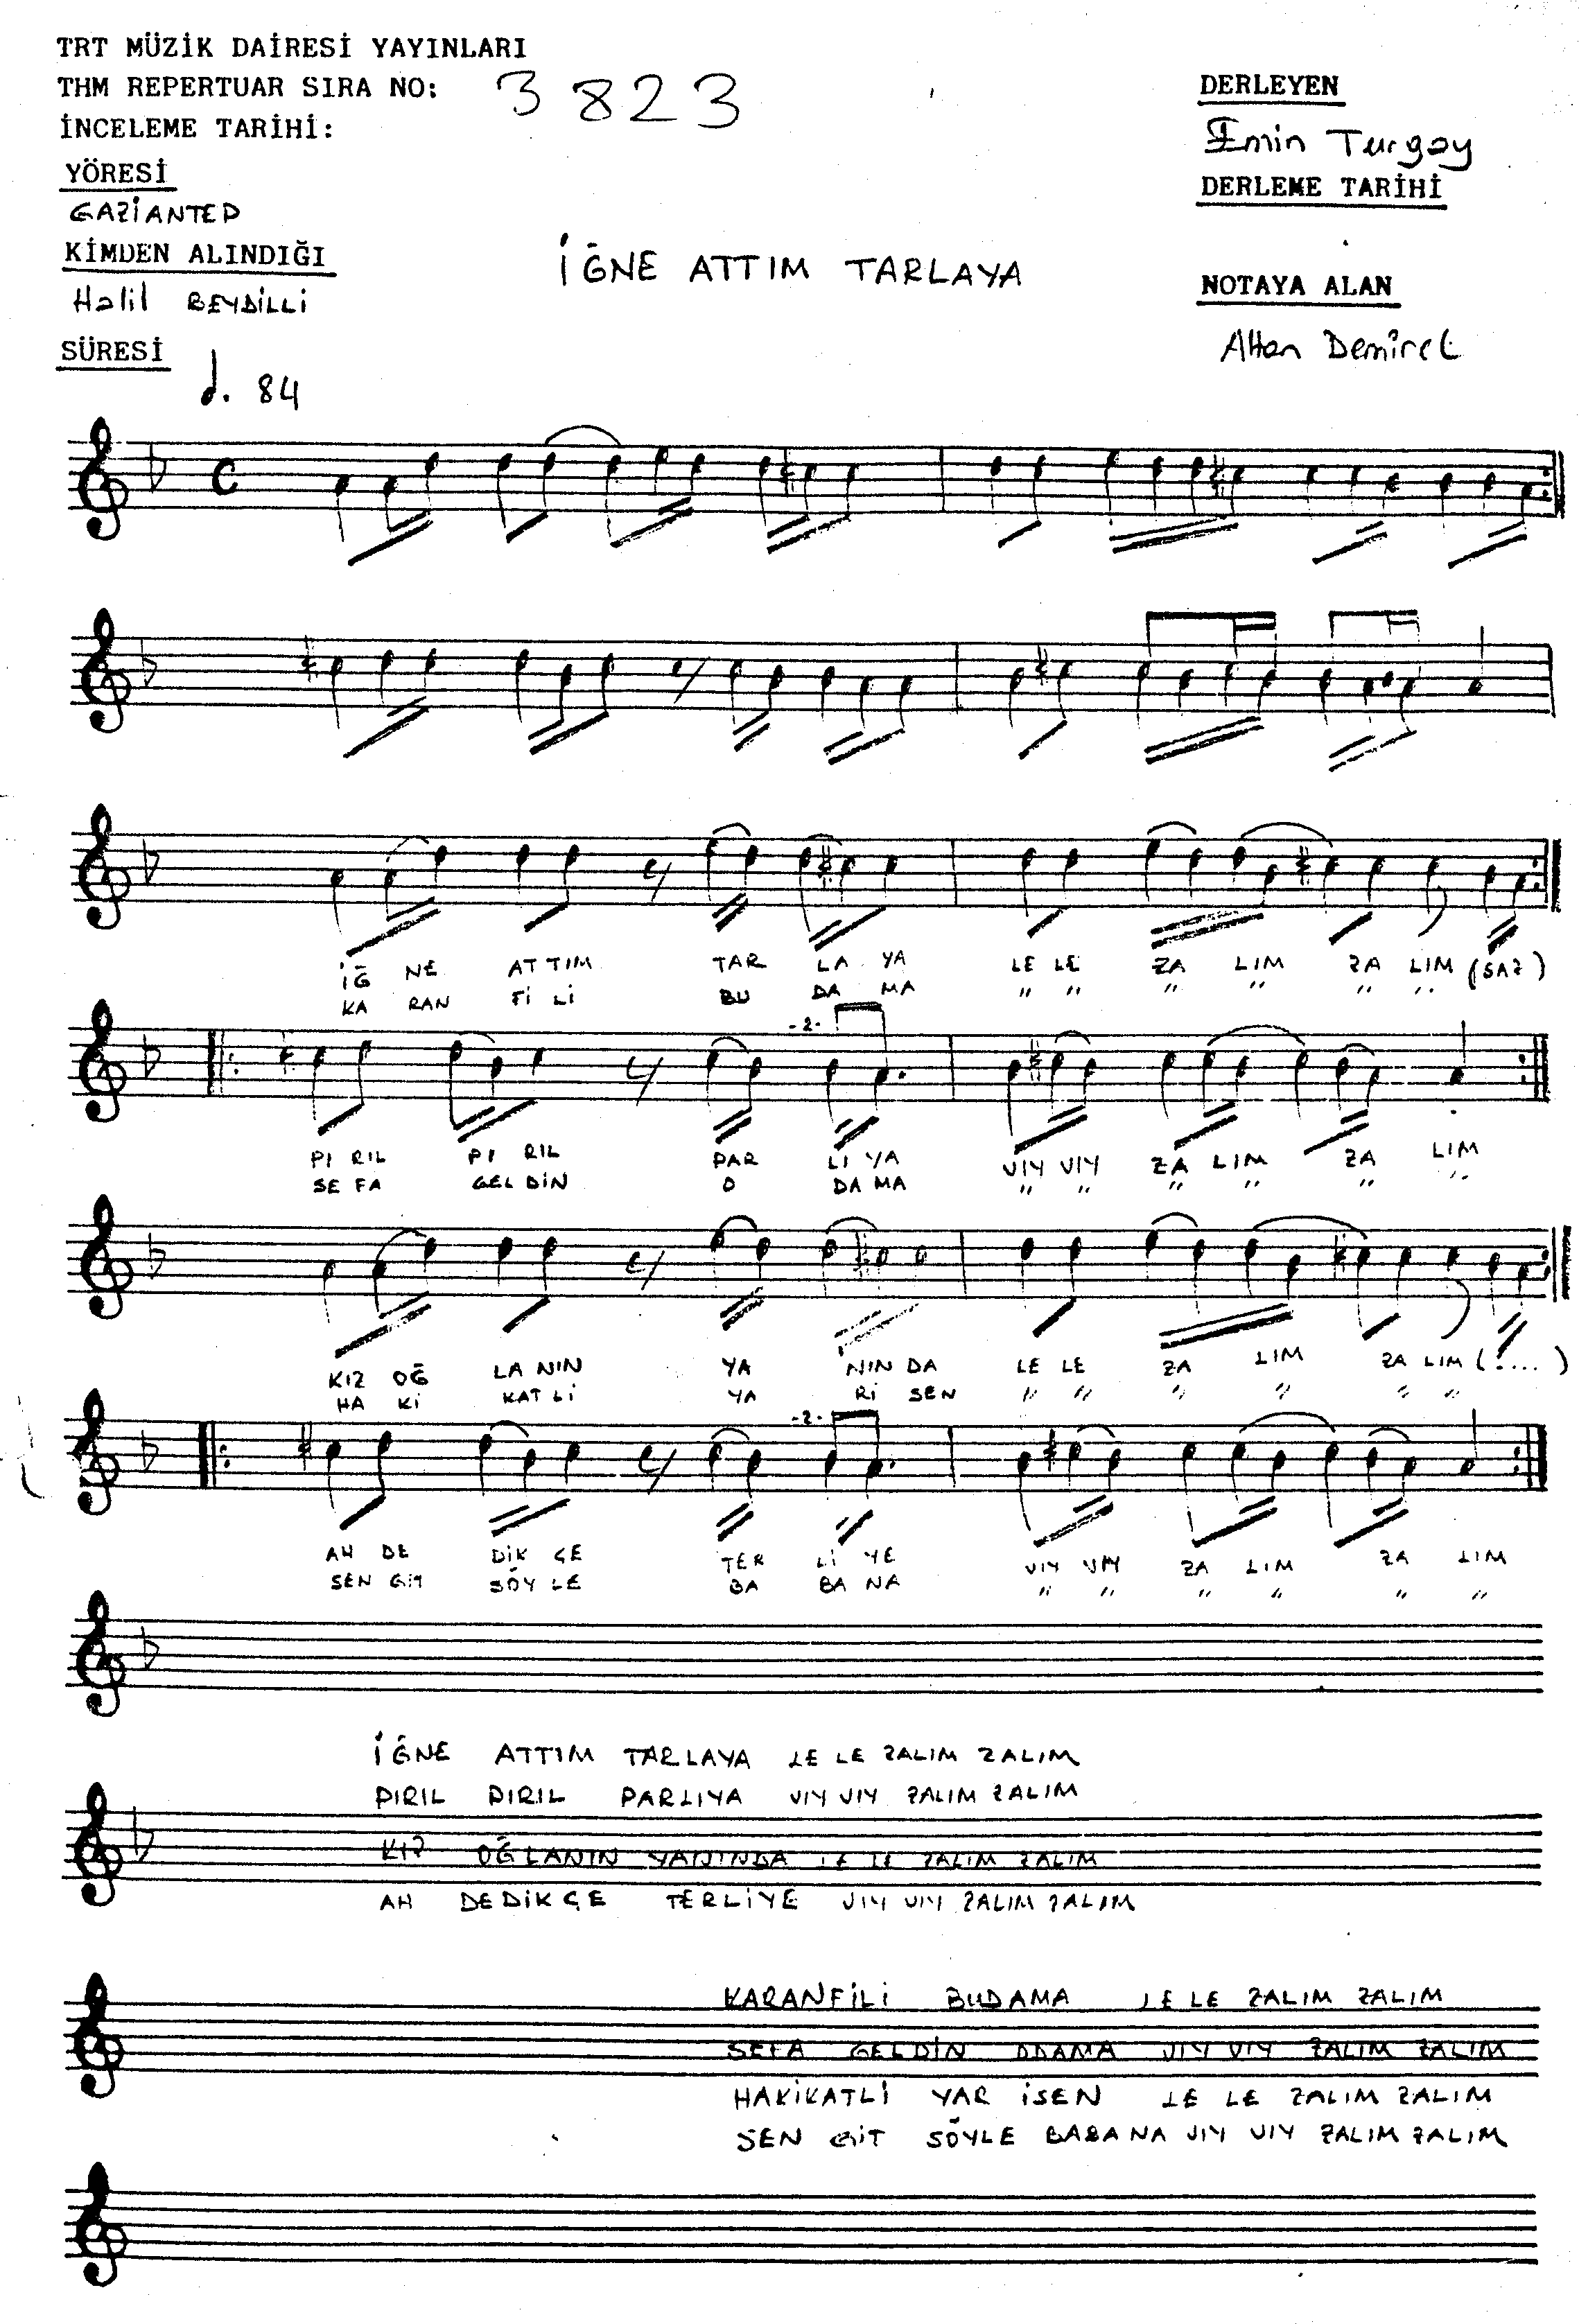 TRT MÜZİK DAİRESİ YAYINLARI
THM REPERTUAR SIRA NO: 3823
İNCELEME TARİHİ:
YÖRESİ
GAZİANTEP
KİMDEN ALINDIĞI
Halil BEYDİLLİ
SÜRESİ
84
DERLEYEN
Emin Turgay
DERLEME TARİHİ
NOTAYA ALAN
Altan Demirel
İĞNE ATTIM TARLAYA
İĞ NE AT TIM TAR LA YA LE LE ZA LIM ZA LIM (SAZ)
KA RAN Fİ Lİ BU DA MA " " " " " "
-2-
PI RIL PI RIL PAR LI YA VIY VIY ZA LIM ZA LIM
SE FA GEL DİN O DA MA " " " " " "
KIZ OĞ LA NIN YA NIN DA LE LE ZA LIM ZA LIM (....)
HA Kİ KAT Lİ YA Rİ SEN " " " " " "
-2-
AH DE DİK ÇE TER Lİ YE VIY VIY ZA LIM ZA LIM
SEN GİT SÖY LE BA BA NA " " " " " "
İĞNE ATTIM TARLAYA LE LE ZALIM ZALIM
PIRIL PIRIL PARLIYA VIY VIY ZALIM ZALIM
KIZ OĞLANIN YANINDA LE LE ZALIM ZALIM
AH DEDİKÇE TERLİYE VIY VIY ZALIM ZALIM
KARANFİLİ BUDAMA LE LE ZALIM ZALIM
SEFA GELDİN ODAMA VIY VIY ZALIM ZALIM
HAKİKATLİ YAR İSEN LE LE ZALIM ZALIM
SEN GİT SÖYLE BABANA VIY VIY ZALIM ZALIM